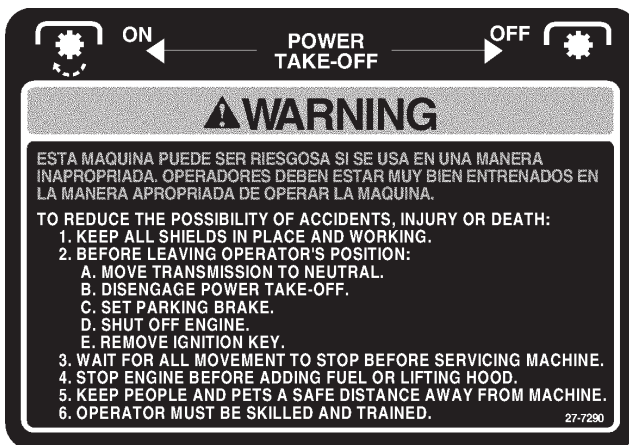 ON POWER OFF
TAKE-OFF
WARNING
ESTA MAQUINA PUEDE SER RIESGOSA SI SE USA EN UNA MANERA
INAPROPRIADA. OPERADORES DEBEN ESTAR MUY BIEN ENTRENADOS EN
LA MANERA APROPRIADA DE OPERAR LA MAQUINA.
TO REDUCE THE POSSIBILITY OF ACCIDENTS, INJURY OR DEATH:
1. KEEP ALL SHIELDS IN PLACE AND WORKING.
2. BEFORE LEAVING OPERATOR'S POSITION:
A. MOVE TRANSMISSION TO NEUTRAL.
B. DISENGAGE POWER TAKE-OFF.
C. SET PARKING BRAKE.
D. SHUT OFF ENGINE.
E. REMOVE IGNITION KEY.
3. WAIT FOR ALL MOVEMENT TO STOP BEFORE SERVICING MACHINE.
4. STOP ENGINE BEFORE ADDING FUEL OR LIFTING HOOD.
5. KEEP PEOPLE AND PETS A SAFE DISTANCE AWAY FROM MACHINE.
6. OPERATOR MUST BE SKILLED AND TRAINED.
27-7290